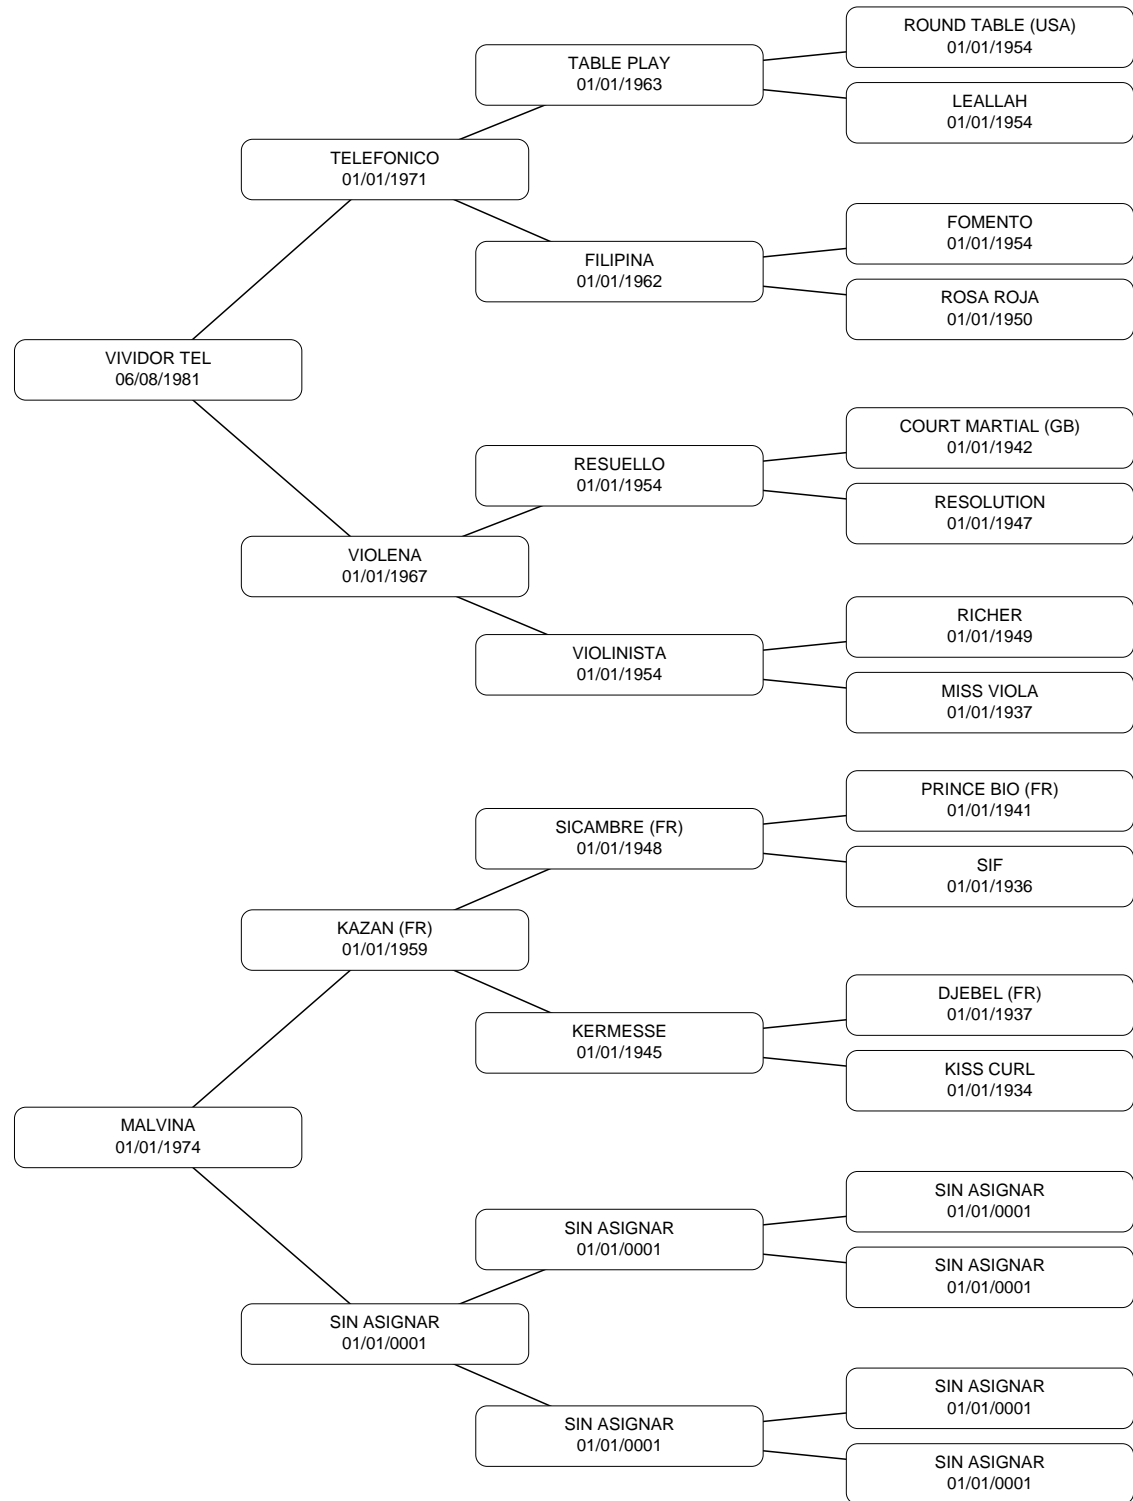 ROUND TABLE (USA)
01/01/1954
TABLE PLAY
01/01/1963
LEALLAH
01/01/1954
TELEFONICO
01/01/1971
FOMENTO
01/01/1954
FILIPINA
01/01/1962
ROSA ROJA
01/01/1950
VIVIDOR TEL
06/08/1981
COURT MARTIAL (GB)
01/01/1942
RESUELLO
01/01/1954
RESOLUTION
01/01/1947
VIOLENA
01/01/1967
RICHER
01/01/1949
VIOLINISTA
01/01/1954
MISS VIOLA
01/01/1937
PRINCE BIO (FR)
01/01/1941
SICAMBRE (FR)
01/01/1948
SIF
01/01/1936
KAZAN (FR)
01/01/1959
DJEBEL (FR)
01/01/1937
KERMESSE
01/01/1945
KISS CURL
01/01/1934
MALVINA
01/01/1974
SIN ASIGNAR
01/01/0001
SIN ASIGNAR
01/01/0001
SIN ASIGNAR
01/01/0001
SIN ASIGNAR
01/01/0001
SIN ASIGNAR
01/01/0001
SIN ASIGNAR
01/01/0001
SIN ASIGNAR
01/01/0001